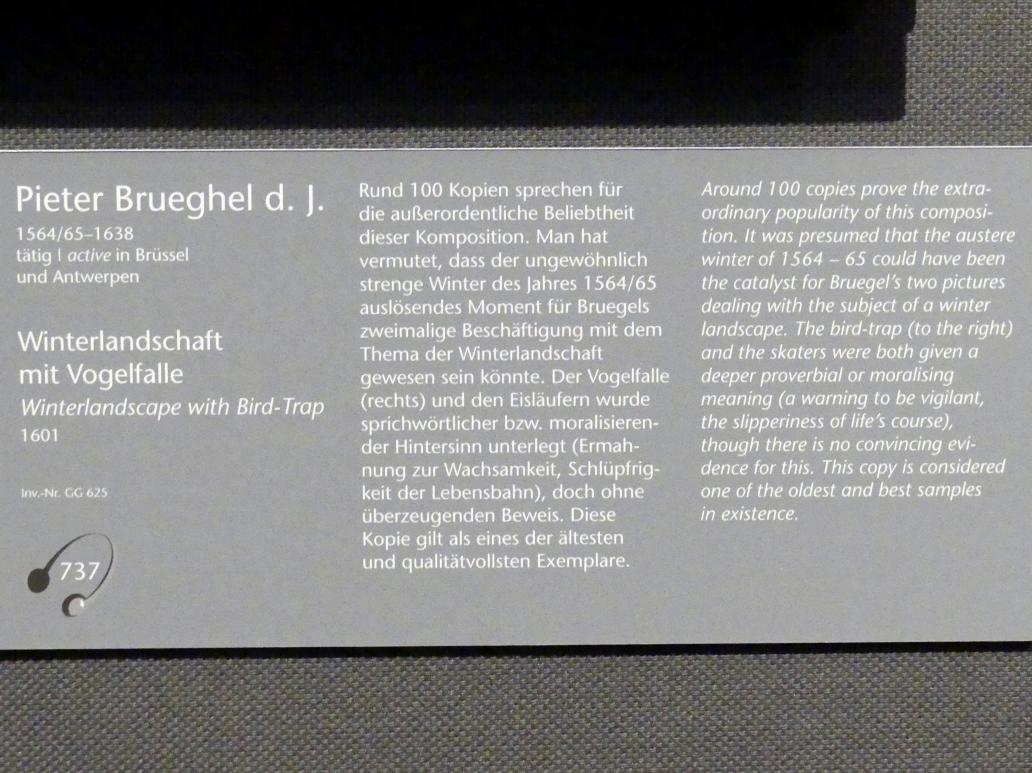 Pieter Brueghel d. J.
1564/65–1638
tätig | active in Brüssel
und Antwerpen
Winterlandschaft
mit Vogelfalle
Winterlandscape with Bird-Trap
1601
Inv.-Nr. GG 625
737
Rund 100 Kopien sprechen für
die außerordentliche Beliebtheit
dieser Komposition. Man hat
vermutet, dass der ungewöhnlich
strenge Winter des Jahres 1564/65
auslösendes Moment für Bruegels
zweimalige Beschäftigung mit dem
Thema der Winterlandschaft
gewesen sein könnte. Der Vogelfalle
(rechts) und den Eisläufern wurde
sprichwörtlicher bzw. moralisieren-
der Hintersinn unterlegt (Ermah-
nung zur Wachsamkeit, Schlüpfrig-
keit der Lebensbahn), doch ohne
überzeugenden Beweis. Diese
Kopie gilt als eines der ältesten
und qualitätvollsten Exemplare.
Around 100 copies prove the extra-
ordinary popularity of this composi-
tion. It was presumed that the austere
winter of 1564 – 65 could have been
the catalyst for Bruegel's two pictures
dealing with the subject of a winter
landscape. The bird-trap (to the right)
and the skaters were both given a
deeper proverbial or moralising
meaning (a warning to be vigilant,
the slipperiness of life's course),
though there is no convincing evi-
dence for this. This copy is considered
one of the oldest and best samples
in existence.